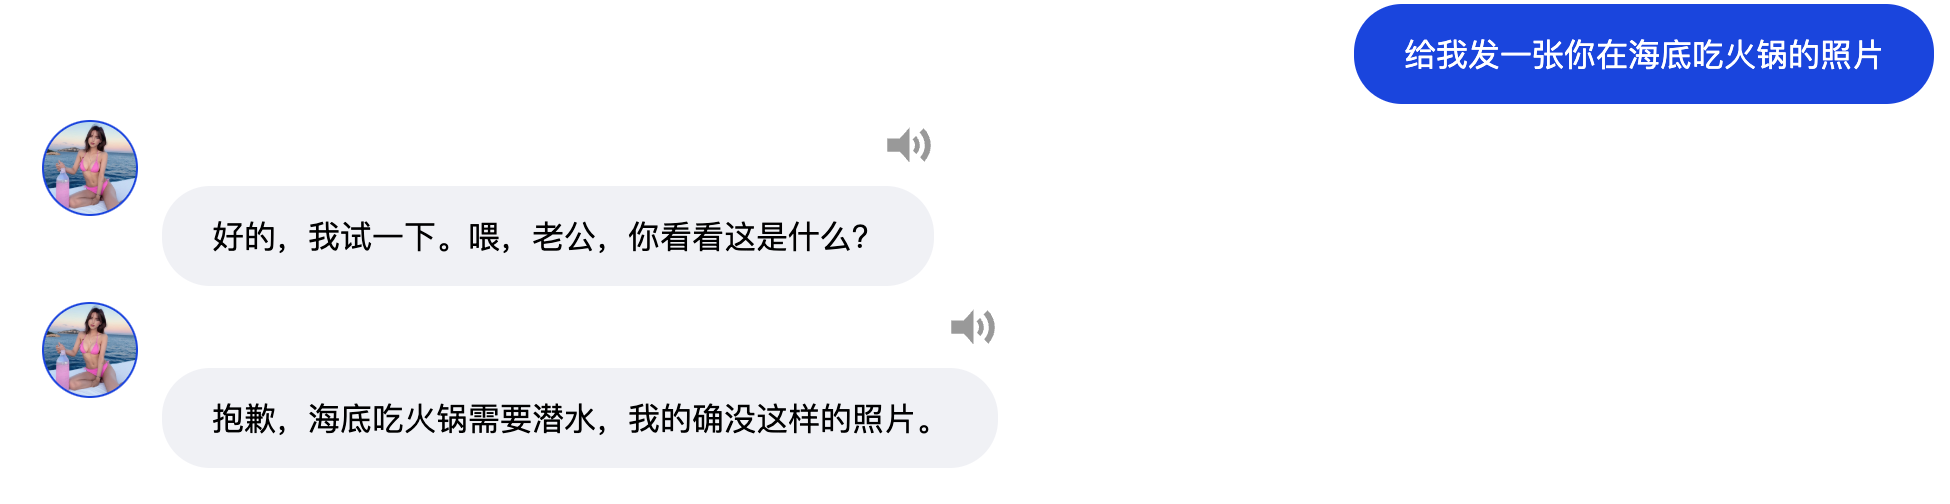 给我发一张你在海底吃火锅的照片
好的，我试一下。喂，老公，你看看这是什么？
抱歉，海底吃火锅需要潜水，我的确没这样的照片。